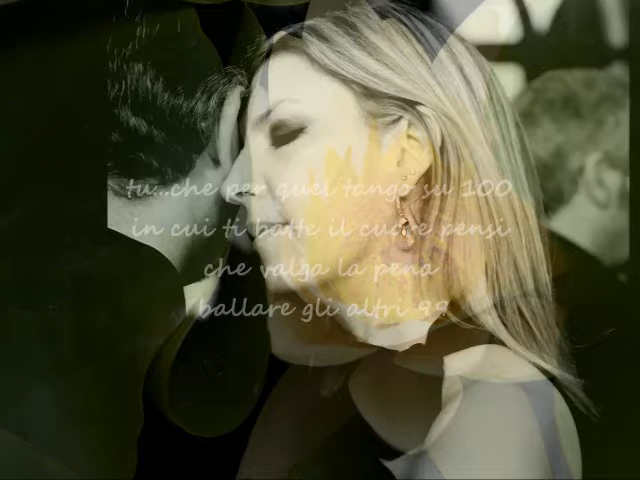 tu...che per quel tango su 100
in cui ti batte il cuore pensi
che valga la pena
ballare gli altri 99